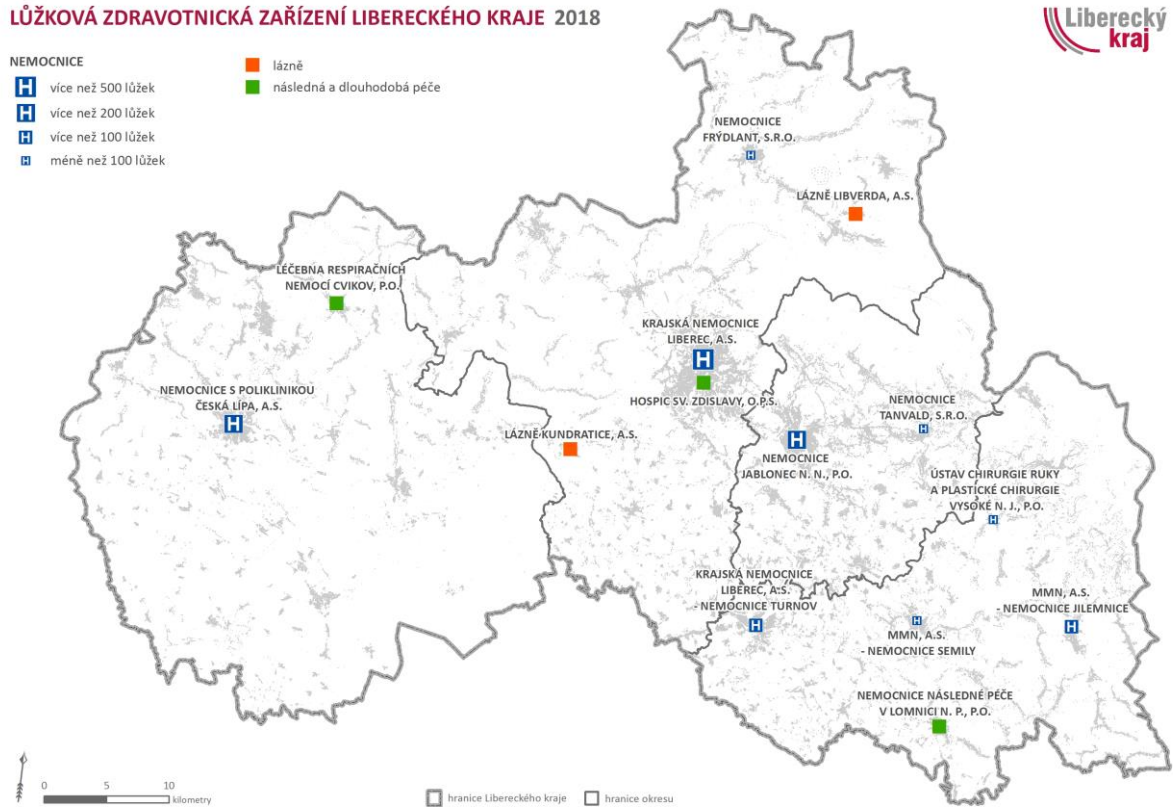 LŮŽKOVÁ ZDRAVOTNICKÁ ZAŘÍZENÍ LIBERECKÉHO KRAJE 2018
Liberecký
kraj
NEMOCNICE
H více než 500 lůžek
H více než 200 lůžek
H více než 100 lůžek
H méně než 100 lůžek
lázně
následná a dlouhodobá péče
NEMOCNICE
FRÝDLANT, S.R.O.
H
LÁZNĚ LIBVERDA, A.S.
LÉČEBNA RESPIRAČNÍCH
NEMOCÍ CVIKOV, P.O.
KRAJSKÁ NEMOCNICE
LIBEREC, A.S.
H
HOSPIC SV. ZDISLAVY, O.P.S.
NEMOCNICE S POLIKLINIKOU
ČESKÁ LÍPA, A.S.
H
LÁZNĚ KUNDRATICE, A.S.
NEMOCNICE
TANVALD, S.R.O.
H
H
NEMOCNICE
JABLONEC N. N., P.O.
ÚSTAV CHIRURGIE RUKY
A PLASTICKÉ CHIRURGIE
VYSOKÉ N. J., P.O.
H
KRAJSKÁ NEMOCNICE
LIBEREC, A.S.
- NEMOCNICE TURNOV
H
H
MMN, A.S.
- NEMOCNICE SEMILY
MMN, A.S.
- NEMOCNICE JILEMNICE
H
NEMOCNICE NÁSLEDNÉ PÉČE
V LOMNICI N. P., P.O.
0 5 10
kilometry
hranice Libereckého kraje
hranice okresu